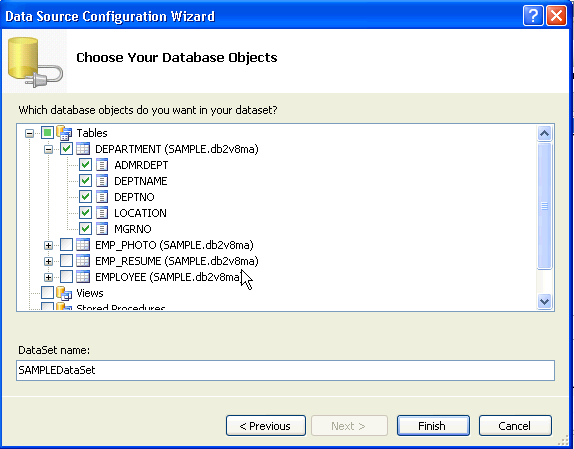 Data Source Configuration Wizard
Choose Your Database Objects
Which database objects do you want in your dataset?
Tables
DEPARTMENT (SAMPLE.db2v8ma)
ADMRDEPT
DEPTNAME
DEPTNO
LOCATION
MGRNO
EMP_PHOTO (SAMPLE.db2v8ma)
EMP_RESUME (SAMPLE.db2v8ma)
EMPLOYEE (SAMPLE.db2v8ma)
Views
Stored Procedures
DataSet name:
SAMPLEDataSet
< Previous
Next >
Finish
Cancel